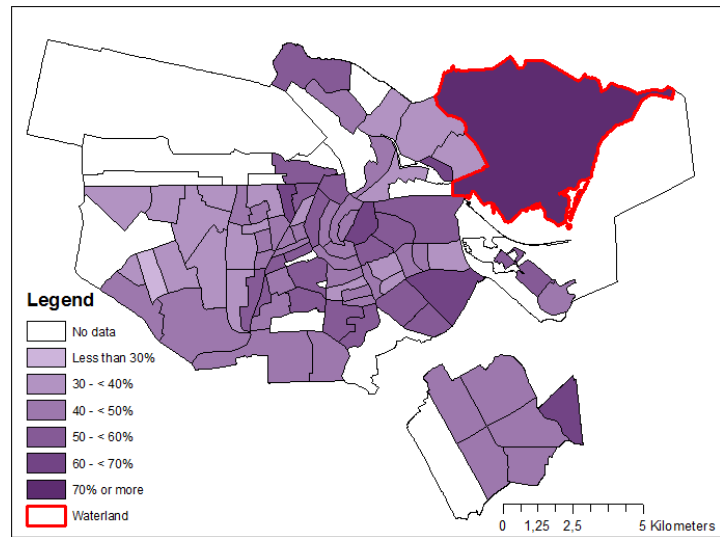 Legend
No data
Less than 30%
30 - < 40%
40 - < 50%
50 - < 60%
60 - < 70%
70% or more
Waterland
0 1,25 2,5 5 Kilometers